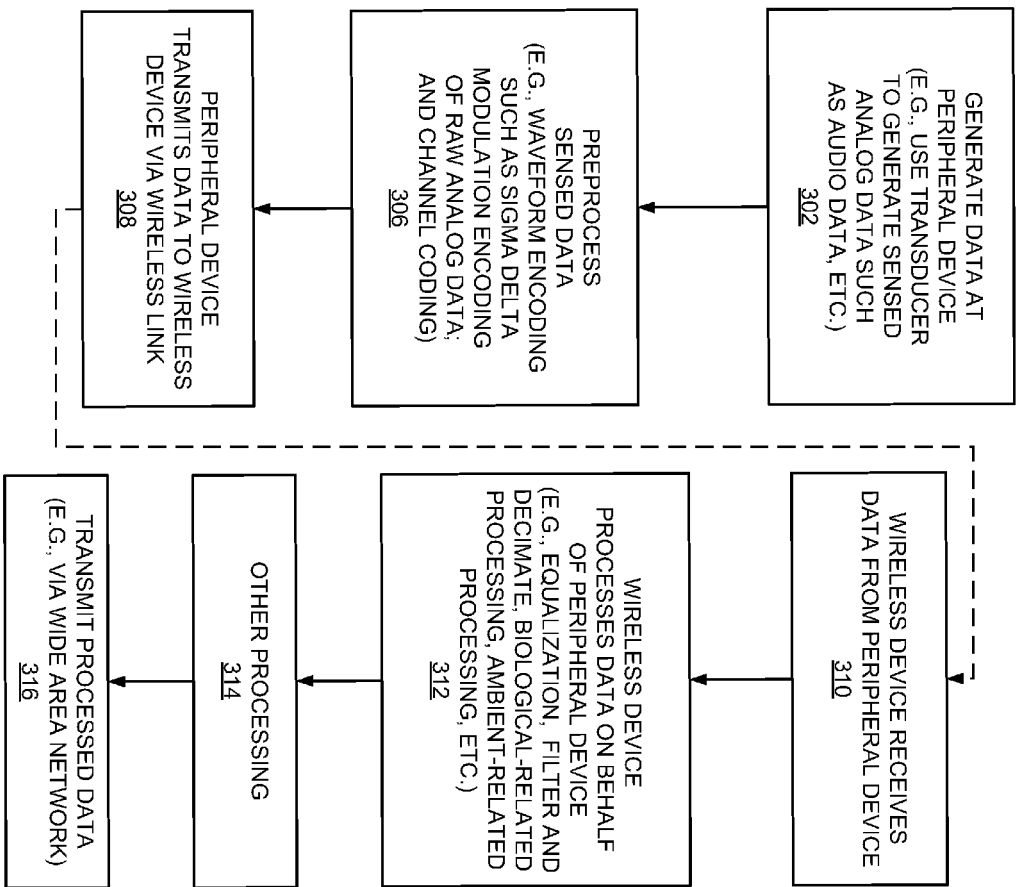 GENERATE DATA AT
PERIPHERAL DEVICE
(E.G., USE TRANSDUCER
TO GENERATE SENSED
ANALOG DATA SUCH
AS AUDIO DATA, ETC.)
302
PREPROCESS
SENSED DATA
(E.G., WAVEFORM ENCODING
SUCH AS SIGMA DELTA
MODULATION ENCODING
OF RAW ANALOG DATA;
AND CHANNEL CODING)
306
PERIPHERAL DEVICE
TRANSMITS DATA TO WIRELESS
DEVICE VIA WIRELESS LINK
308
WIRELESS DEVICE RECEIVES
DATA FROM PERIPHERAL DEVICE
310
WIRELESS DEVICE
PROCESSES DATA ON BEHALF
OF PERIPHERAL DEVICE
(E.G., EQUALIZATION, FILTER AND
DECIMATE, BIOLOGICAL-RELATED
PROCESSING, AMBIENT-RELATED
PROCESSING, ETC.)
312
OTHER PROCESSING
314
TRANSMIT PROCESSED DATA
(E.G., VIA WIDE AREA NETWORK)
316